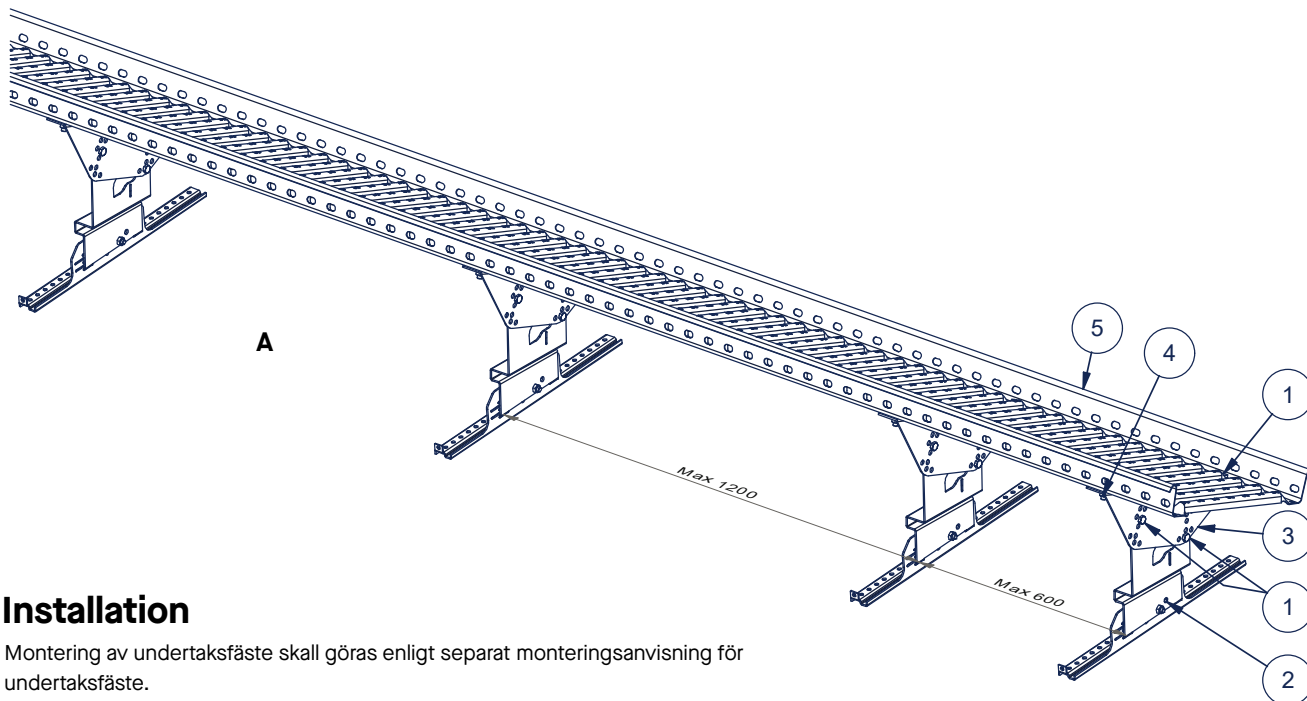 5
4
1
A
Max 1200
3
Max 600
1
2
Installation
Montering av undertaksfäste skall göras enligt separat monteringsanvisning för
undertaksfäste.